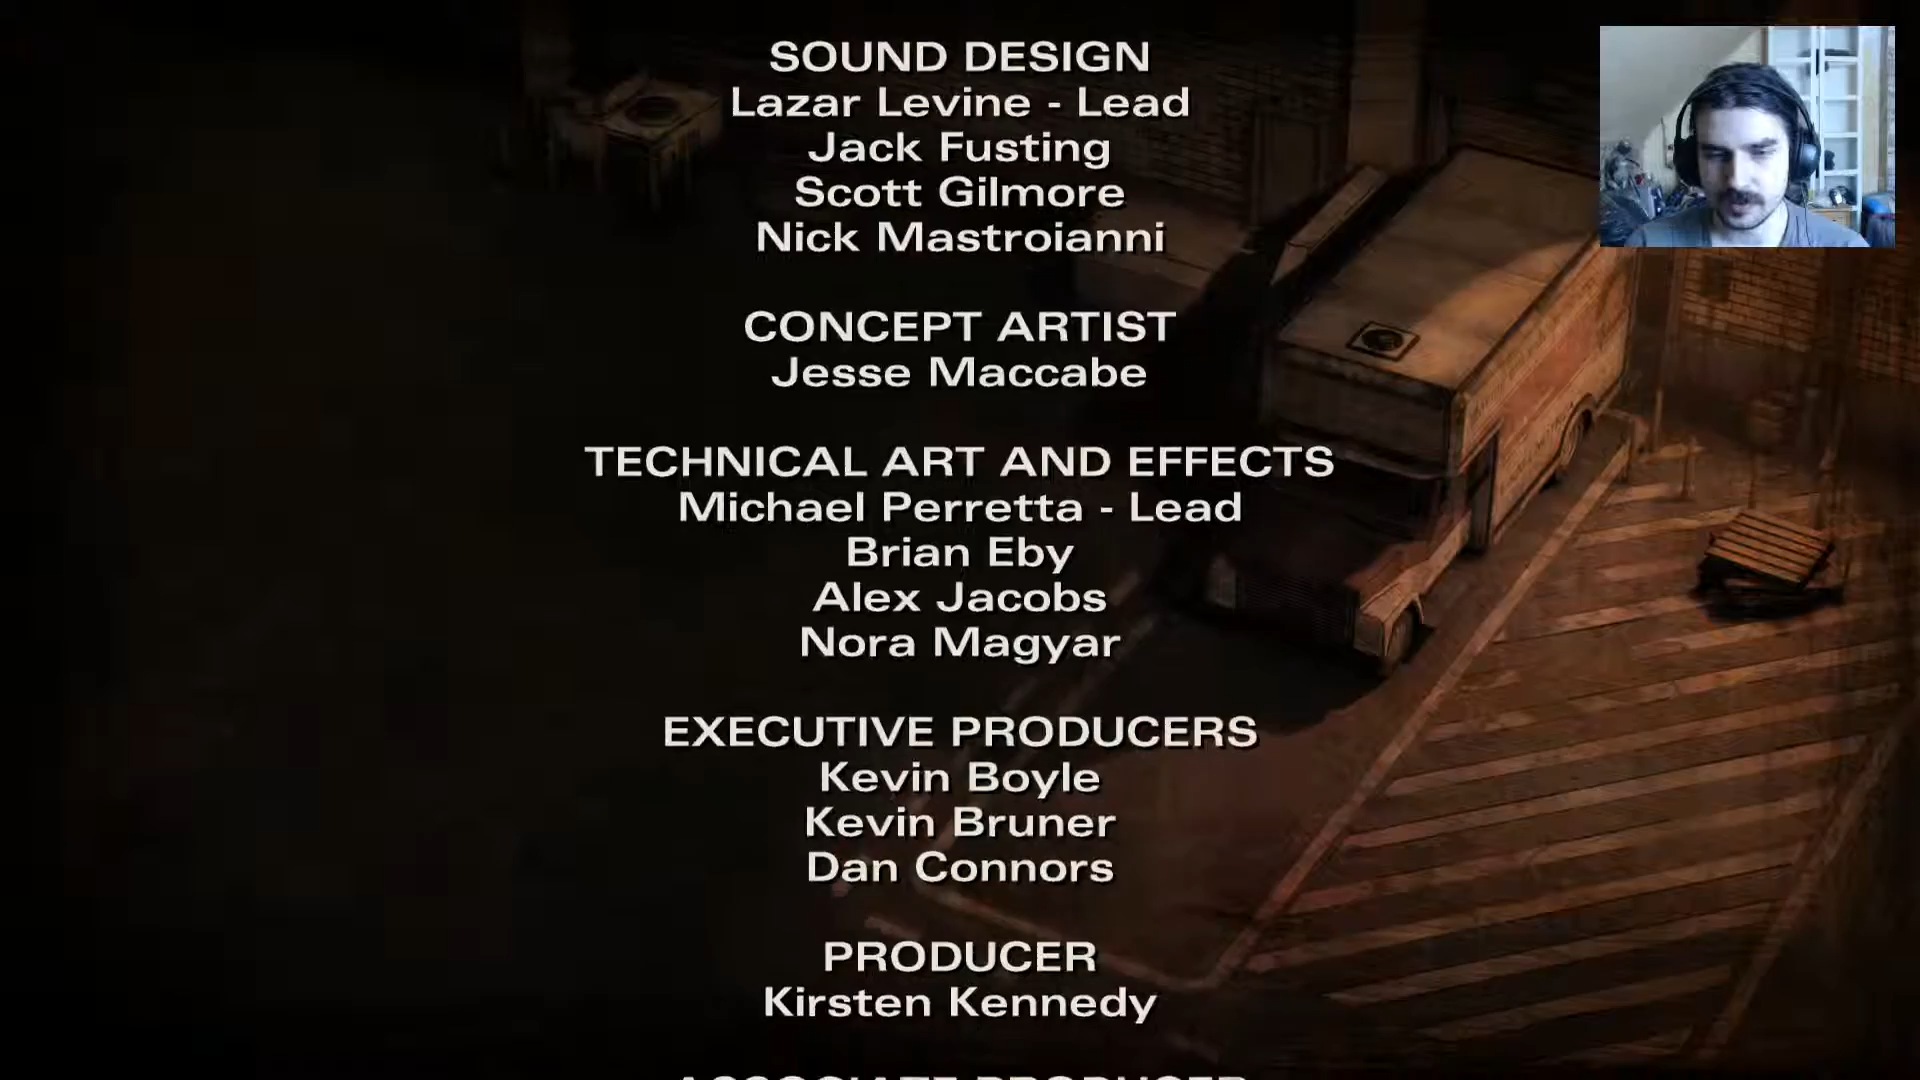 SOUND DESIGN
Lazar Levine - Lead
Jack Fusting
Scott Gilmore
Nick Mastroianni
CONCEPT ARTIST
Jesse Maccabe
TECHNICAL ART AND EFFECTS
Michael Perretta - Lead
Brian Eby
Alex Jacobs
Nora Magyar
EXECUTIVE PRODUCERS
Kevin Boyle
Kevin Bruner
Dan Connors
PRODUCER
Kirsten Kennedy
ASSOCIATE PRODUCER